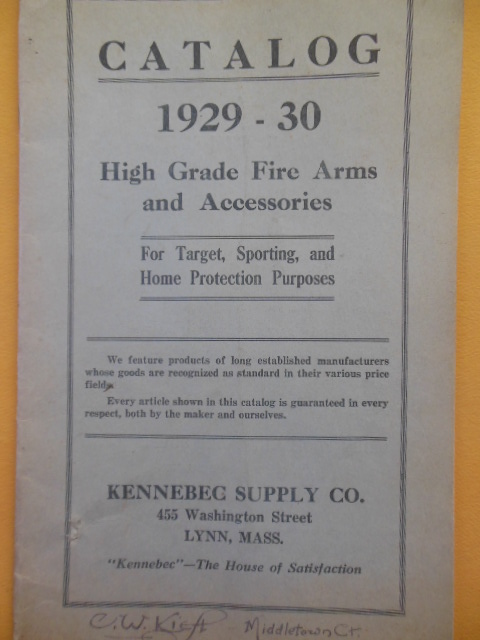 CATALOG
1929 - 30
High Grade Fire Arms
and Accessories
For Target, Sporting, and
Home Protection Purposes
We feature products of long established manufacturers
whose goods are recognized as standard in their various price
fields.
Every article shown in this catalog is guaranteed in every
respect, both by the maker and ourselves.
KENNEBEC SUPPLY CO.
455 Washington Street
LYNN, MASS.
"Kennebec"—The House of Satisfaction
C. W. Middletown Ct.